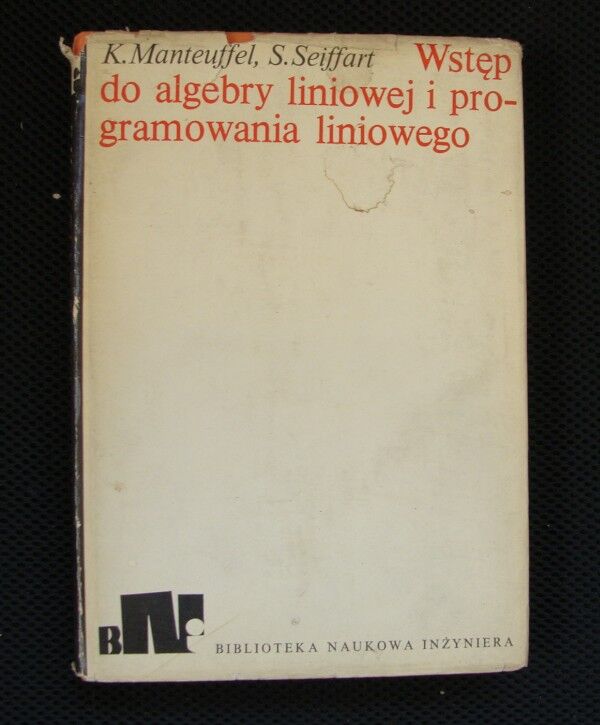 K. Manteuffel, S. Seiffart Wstęp
do algebry liniowej i pro-
gramowania liniowego
BNi
BIBLIOTEKA NAUKOWA INŻYNIERA